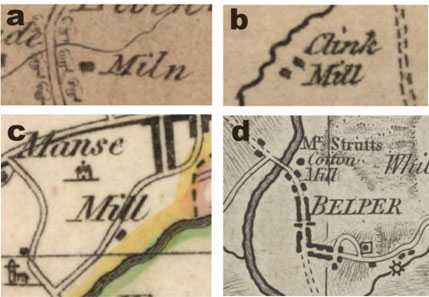 a
Miln
b
Clink
Mill
c
Manse
Mill
d
Mr. Strutts
Cotton
Mill
BELPER